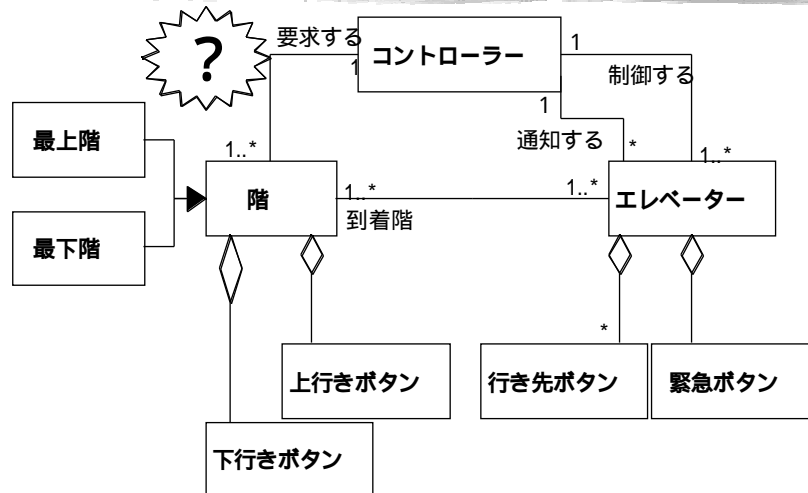 ?
要求する
1
コントローラー
1
制御する
1
通知する
最上階
1..*
*
1..*
階
1..*
到着階
1..*
エレベーター
最下階
*
上行きボタン
行き先ボタン
緊急ボタン
下行きボタン